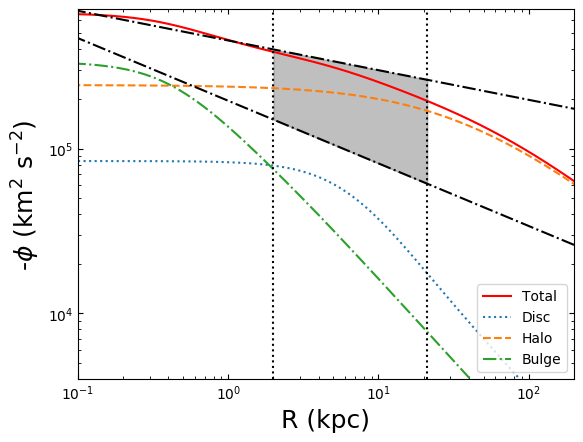 -ϕ (km² s⁻²)
10⁵
10⁴
10⁻¹ 10⁰ 10¹ 10²
R (kpc)
Total
Disc
Halo
Bulge